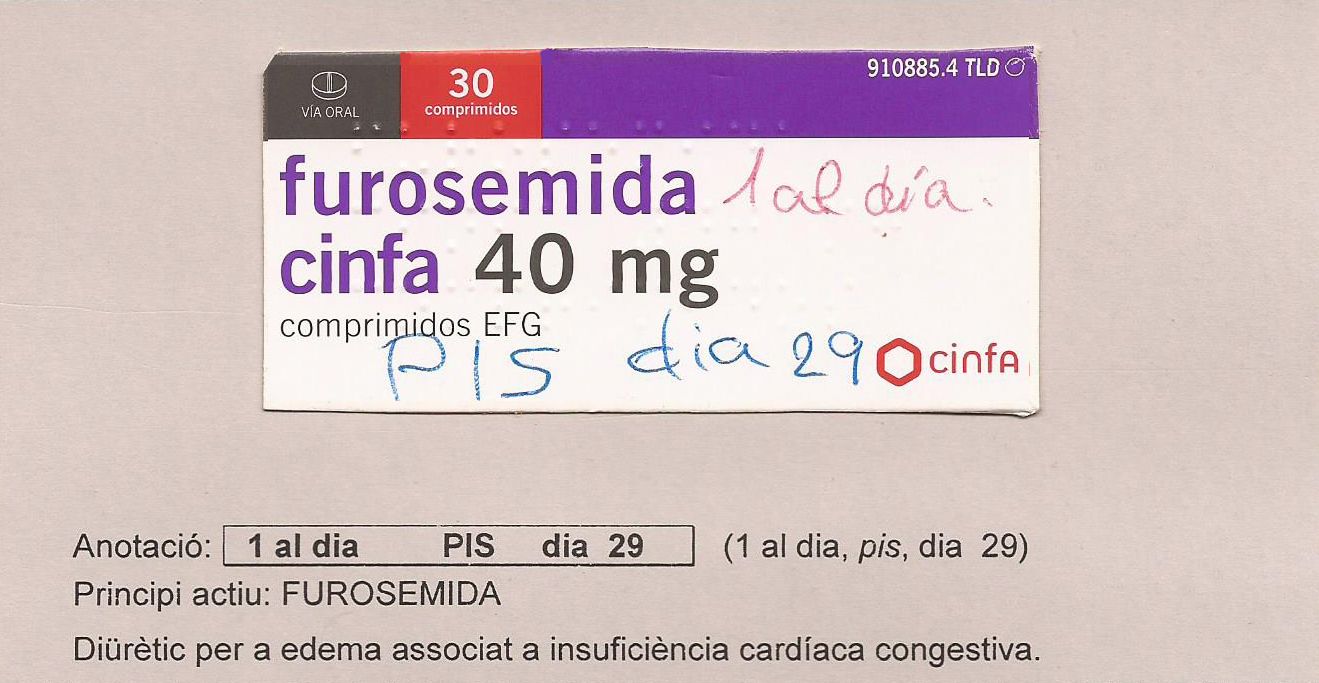 VÍA ORAL
30
comprimidos
910885.4 TLD
furosemida 1 al día.
cinfa 40 mg
comprimidos EFG
PIS dia 29
cinfa
Anotació: 1 al dia PIS dia 29 (1 al dia, pis, dia 29)
Principi actiu: FUROSEMIDA
Diürètic per a edema associat a insuficiència cardíaca congestiva.